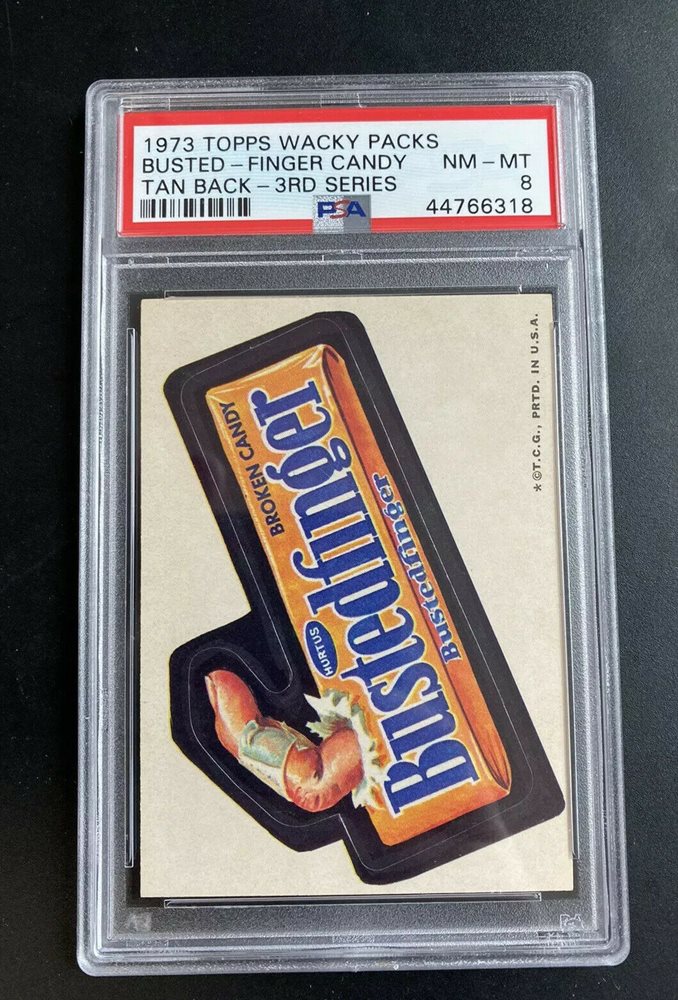 1973 TOPPS WACKY PACKS
BUSTED-FINGER CANDY NM-MT
TAN BACK-3RD SERIES 8
PSA 44766318
BROKEN CANDY
HURTUS
Bustedfinger
Bustedfinger
* ©T.C.G., PRTD. IN U.S.A.